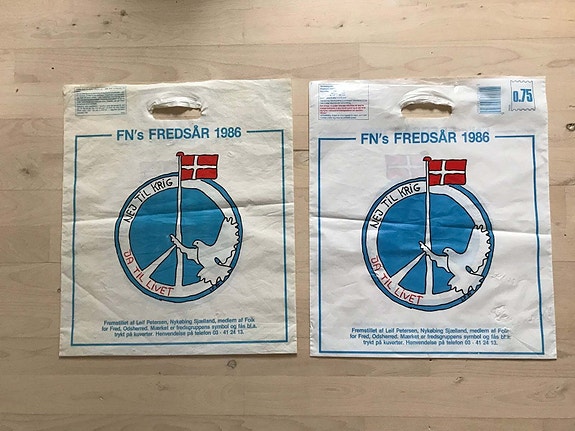 FN's FREDSÅR 1986
NEJ TIL KRIG
JA TIL LIVET
Fremstillet af Leif Petersen, Nykøbing Sjælland, medlem af Folk
for Fred, Odsherred. Mærket er fredsgruppens symbol og fås bl.a.
trykt på kuverter. Henvendelse på telefon 03 - 41 24 13.
0.75
FN's FREDSÅR 1986
NEJ TIL KRIG
JA TIL LIVET
Fremstillet af Leif Petersen, Nykøbing Sjælland, medlem af Folk
for Fred, Odsherred. Mærket er fredsgruppens symbol og fås bl.a.
trykt på kuverter. Henvendelse på telefon 03 - 41 24 13.